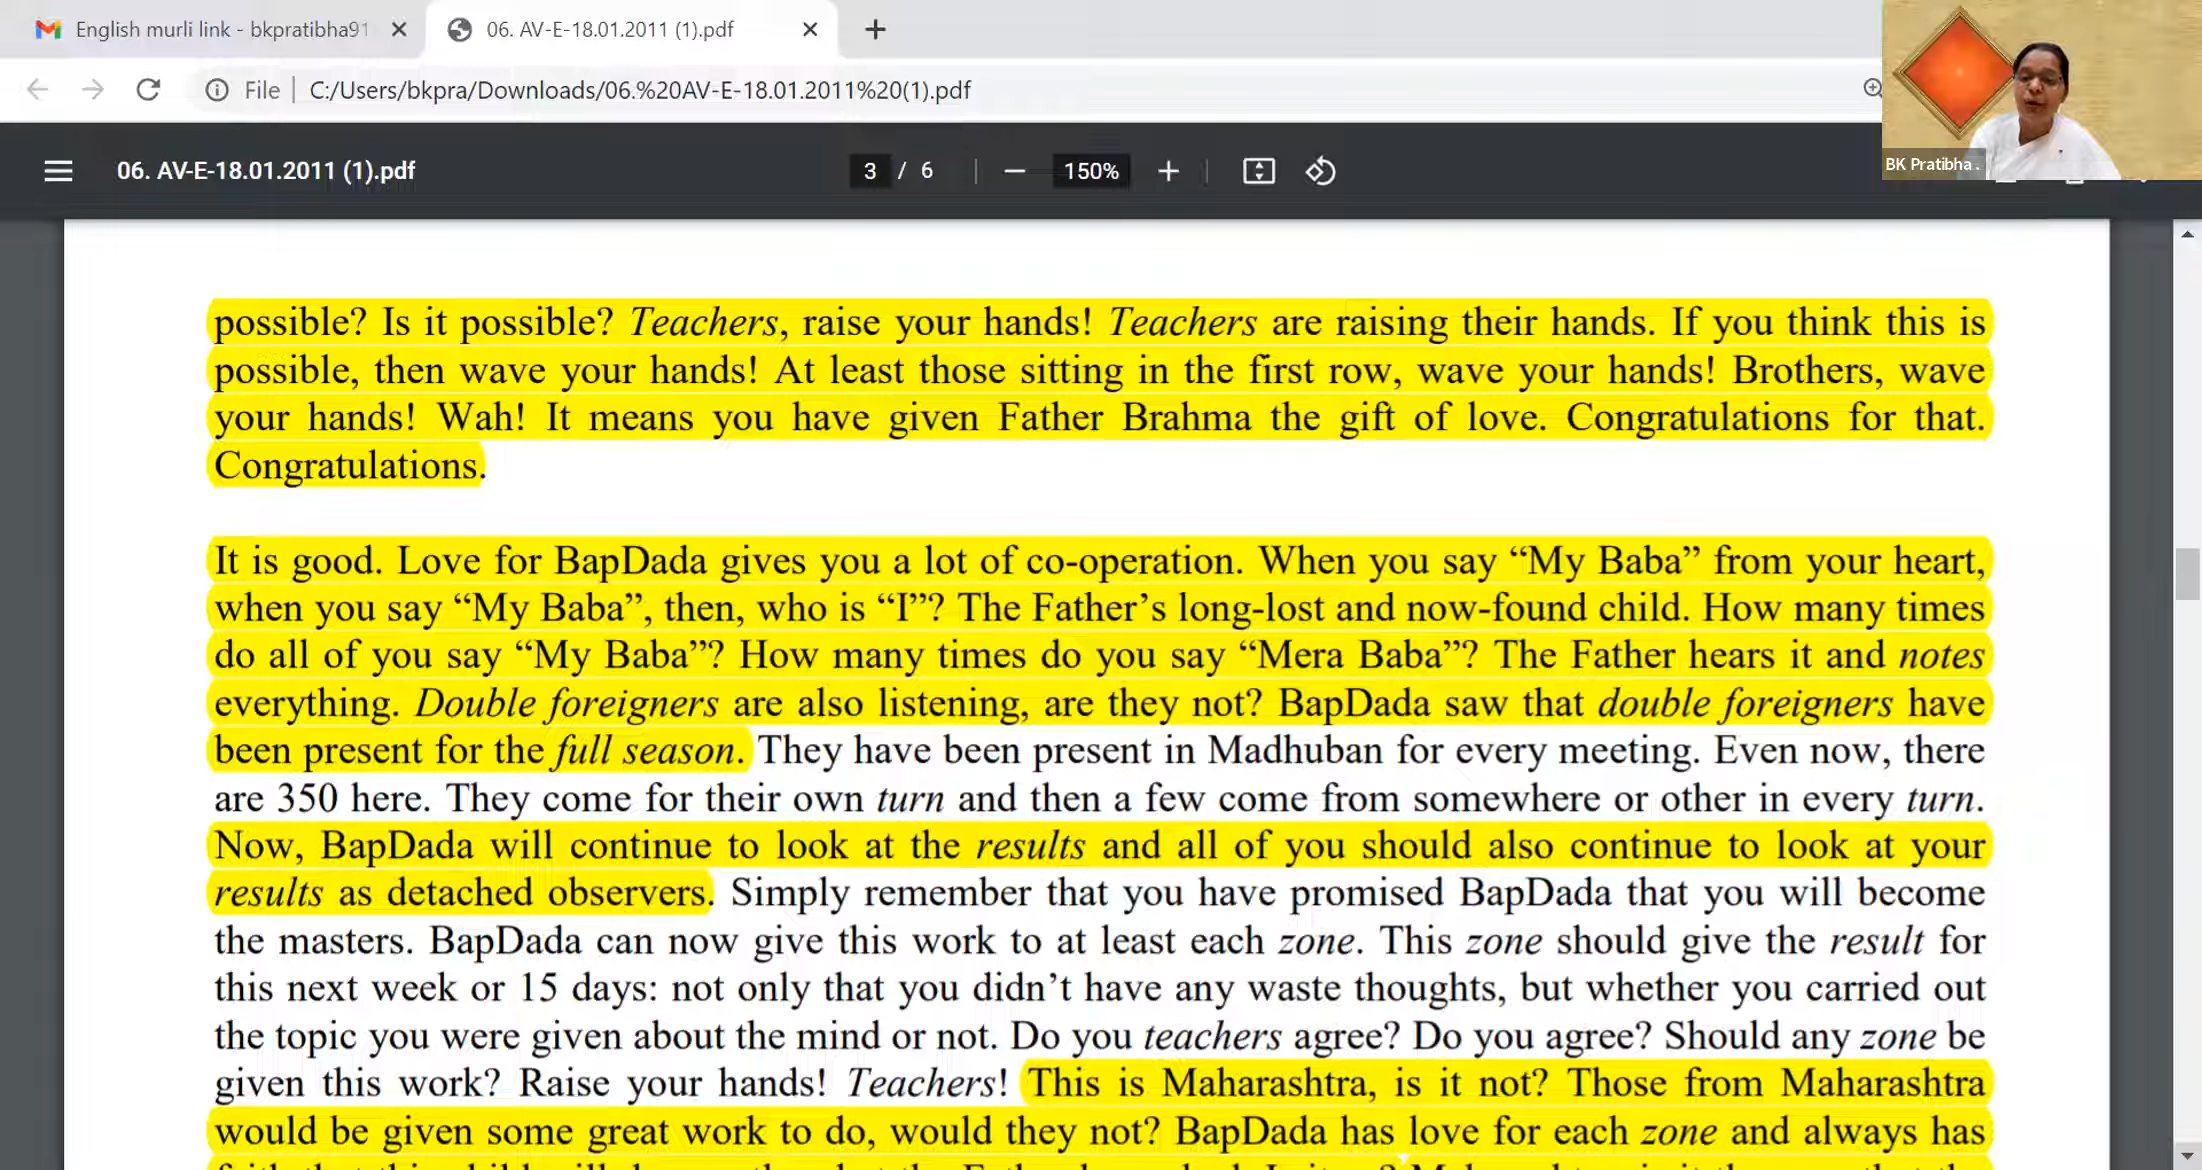 English murli link - bkpratibha91
06. AV-E-18.01.2011 (1).pdf
File
C:/Users/bkpra/Downloads/06.%20AV-E-18.01.2011%20(1).pdf
06. AV-E-18.01.2011 (1).pdf
3 / 6
150%
BK Pratibha .
possible? Is it possible? Teachers, raise your hands! Teachers are raising their hands. If you think this is
possible, then wave your hands! At least those sitting in the first row, wave your hands! Brothers, wave
your hands! Wah! It means you have given Father Brahma the gift of love. Congratulations for that.
Congratulations.
It is good. Love for BapDada gives you a lot of co-operation. When you say “My Baba” from your heart,
when you say “My Baba”, then, who is “I”? The Father’s long-lost and now-found child. How many times
do all of you say “My Baba”? How many times do you say “Mera Baba”? The Father hears it and notes
everything. Double foreigners are also listening, are they not? BapDada saw that double foreigners have
been present for the full season. They have been present in Madhuban for every meeting. Even now, there
are 350 here. They come for their own turn and then a few come from somewhere or other in every turn.
Now, BapDada will continue to look at the results and all of you should also continue to look at your
results as detached observers. Simply remember that you have promised BapDada that you will become
the masters. BapDada can now give this work to at least each zone. This zone should give the result for
this next week or 15 days: not only that you didn’t have any waste thoughts, but whether you carried out
the topic you were given about the mind or not. Do you teachers agree? Do you agree? Should any zone be
given this work? Raise your hands! Teachers! This is Maharashtra, is it not? Those from Maharashtra
would be given some great work to do, would they not? BapDada has love for each zone and always has